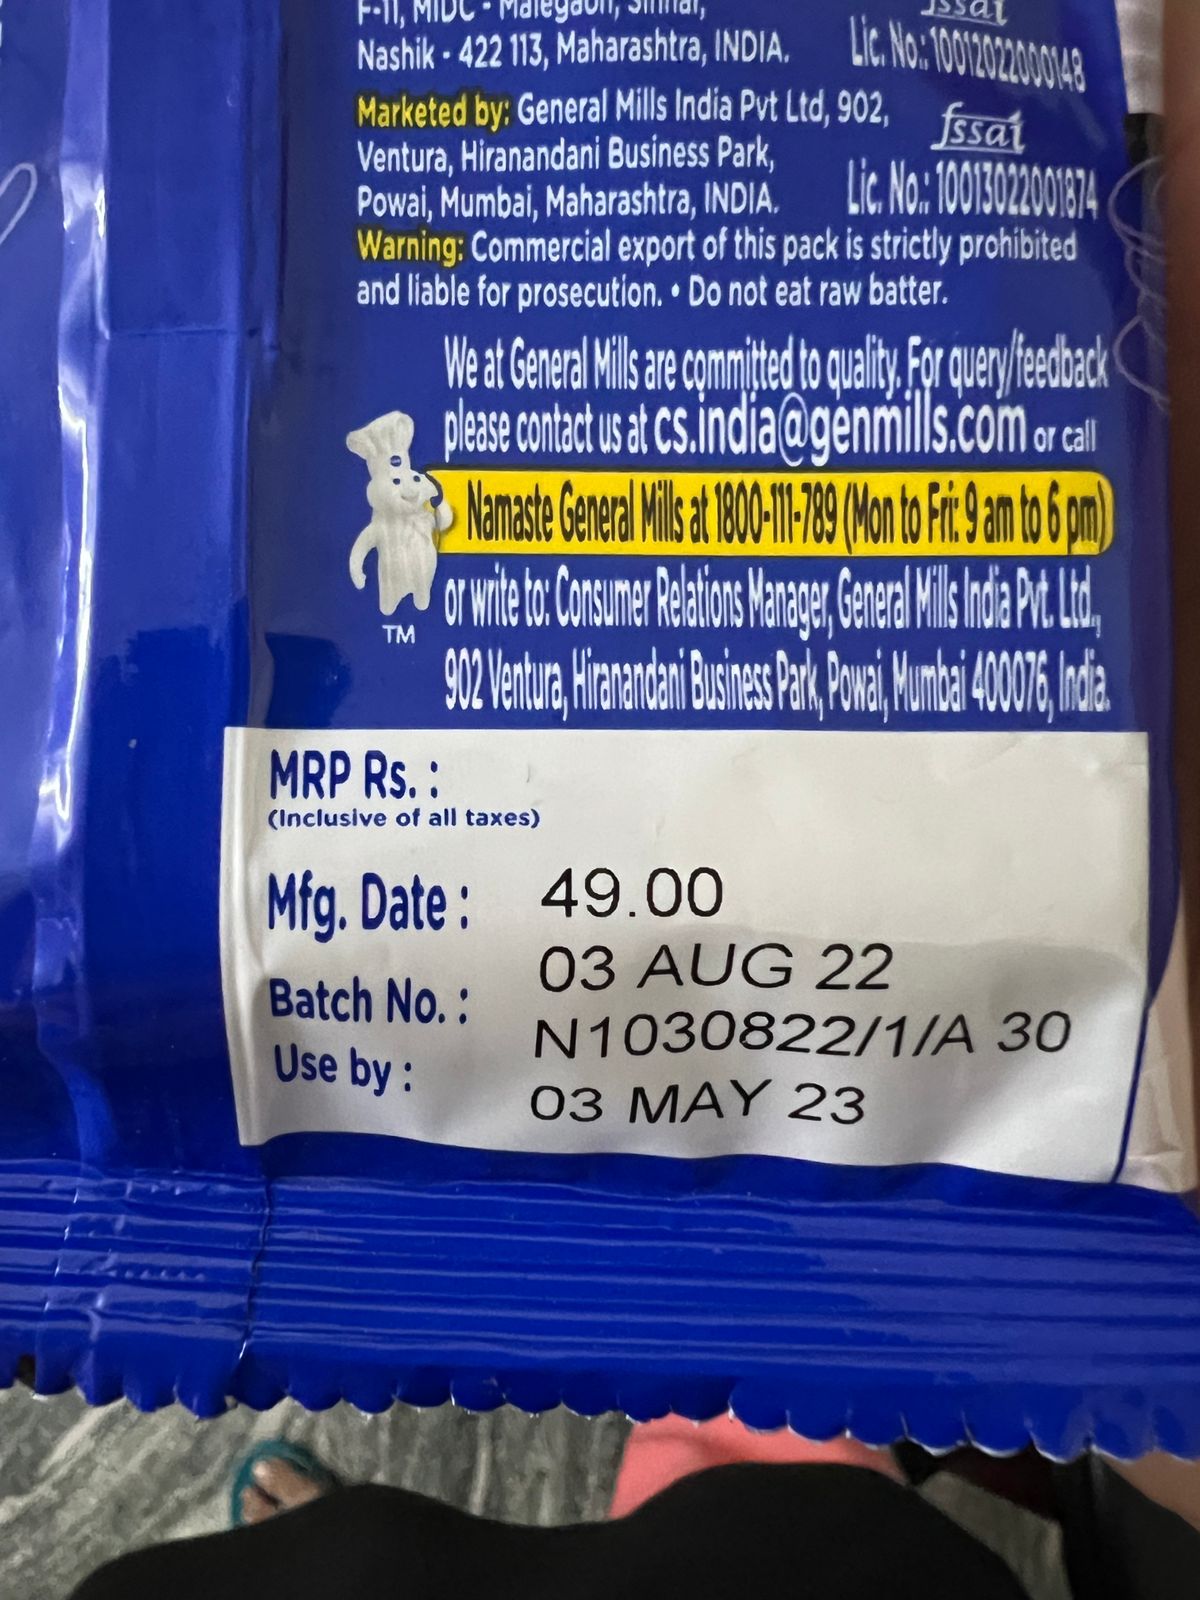 F-11, MIDC - Malegaon, Sinnar,
Nashik - 422 113, Maharashtra, INDIA.
fssai
Lic. No.: 10012022000148
Marketed by: General Mills India Pvt Ltd, 902,
Ventura, Hiranandani Business Park,
Powai, Mumbai, Maharashtra, INDIA.
fssai
Lic. No.: 10013022001874
Warning: Commercial export of this pack is strictly prohibited
and liable for prosecution. • Do not eat raw batter.
We at General Mills are committed to quality. For query/feedback
please contact us at cs.india@genmills.com or call
Namaste General Mills at 1800-111-789 (Mon to Fri: 9 am to 6 pm)
or write to: Consumer Relations Manager, General Mills India Pvt. Ltd.,
902 Ventura, Hiranandani Business Park, Powai, Mumbai 400076, India.
TM
MRP Rs. :
(Inclusive of all taxes)
49.00
Mfg. Date :
03 AUG 22
Batch No. :
N1030822/1/A 30
Use by :
03 MAY 23